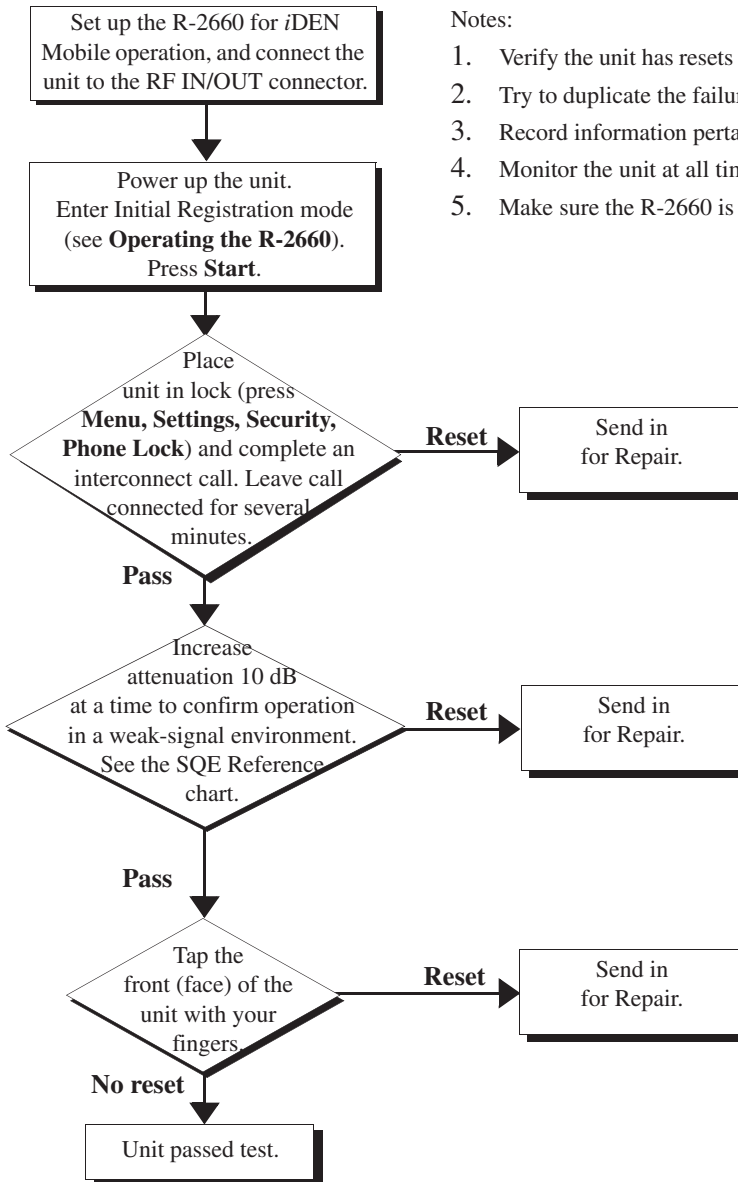 Set up the R-2660 for iDEN
Mobile operation, and connect the
unit to the RF IN/OUT connector.
Notes:
1. Verify the unit has resets
2. Try to duplicate the failu
3. Record information perta
4. Monitor the unit at all tim
5. Make sure the R-2660 is
Power up the unit.
Enter Initial Registration mode
(see Operating the R-2660).
Press Start.
Place
unit in lock (press
Menu, Settings, Security,
Phone Lock) and complete an
interconnect call. Leave call
connected for several
minutes.
Reset
Send in
for Repair.
Pass
Increase
attenuation 10 dB
at a time to confirm operation
in a weak-signal environment.
See the SQE Reference
chart.
Reset
Send in
for Repair.
Pass
Tap the
front (face) of the
unit with your
fingers.
Reset
Send in
for Repair.
No reset
Unit passed test.